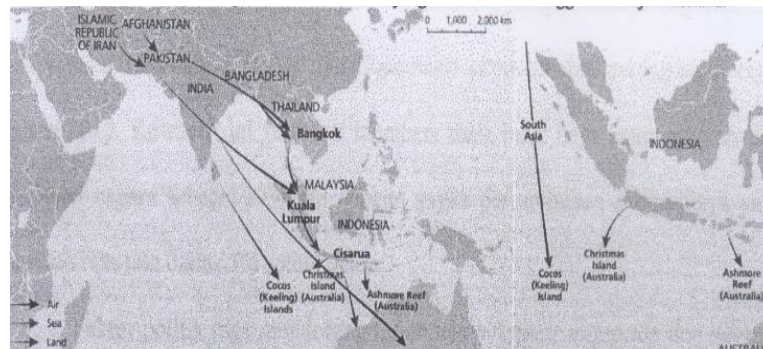 0 1,000 2,000 km
ISLAMIC
REPUBLIC
OF IRAN
AFGHANISTAN
PAKISTAN
BANGLADESH
INDIA
THAILAND
Bangkok
MALAYSIA
Kuala
Lumpur
INDONESIA
Cisarua
Cocos
(Keeling)
Islands
Christmas
Island
(Australia)
Ashmore Reef
(Australia)
Air
Sea
Land
South
Asia
INDONESIA
Cocos
(Keeling)
Island
Christmas
Island
(Australia)
Ashmore
Reef
(Australia)